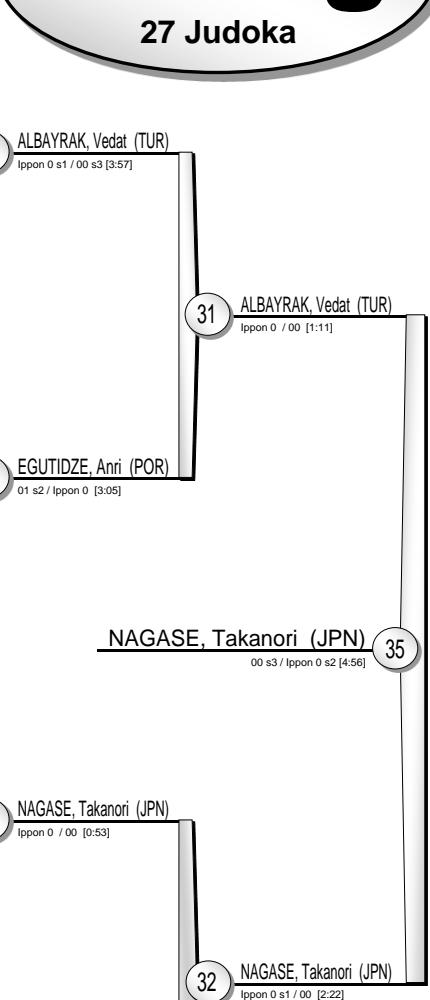 27 Judoka
ALBAYRAK, Vedat (TUR)
Ippon 0 s1 / 00 s3 [3:57]
31
ALBAYRAK, Vedat (TUR)
Ippon 0 / 00 [1:11]
EGUTIDZE, Anri (POR)
01 s2 / Ippon 0 [3:05]
NAGASE, Takanori (JPN)
35
00 s3 / Ippon 0 s2 [4:56]
NAGASE, Takanori (JPN)
Ippon 0 / 00 [0:53]
32
NAGASE, Takanori (JPN)
Ippon 0 s1 / 00 [2:22]